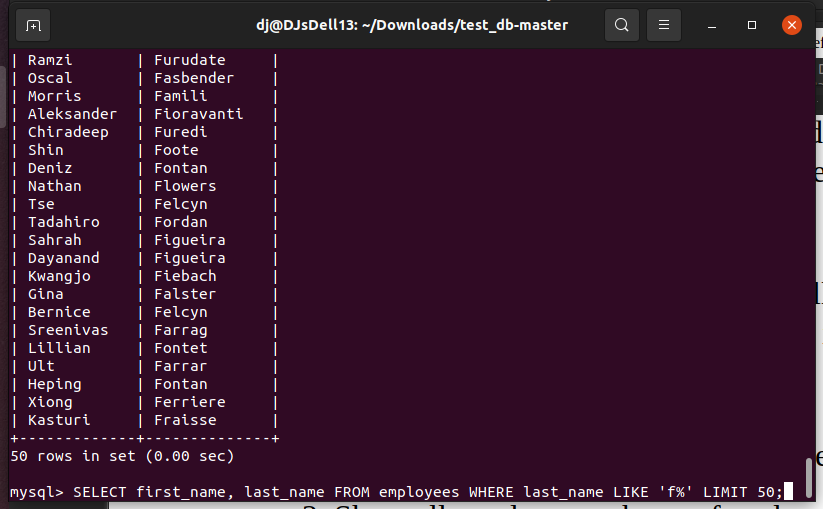 dj@DJsDell13: ~/Downloads/test_db-master
| Ramzi       | Furudate     |
| Oscal       | Fasbender    |
| Morris      | Famili       |
| Aleksander  | Fioravanti   |
| Chiradeep   | Furedi       |
| Shin        | Foote        |
| Deniz       | Fontan       |
| Nathan      | Flowers      |
| Tse         | Felcyn       |
| Tadahiro    | Fordan       |
| Sahrah      | Figueira     |
| Dayanand    | Figueira     |
| Kwangjo     | Fiebach      |
| Gina        | Falster      |
| Bernice     | Felcyn       |
| Sreenivas   | Farrag       |
| Lillian     | Fontet       |
| Ult         | Farrar       |
| Heping      | Fontan       |
| Xiong       | Ferriere     |
| Kasturi     | Fraisse      |
+-------------+--------------+
50 rows in set (0.00 sec)
mysql> SELECT first_name, last_name FROM employees WHERE last_name LIKE 'f%' LIMIT 50;